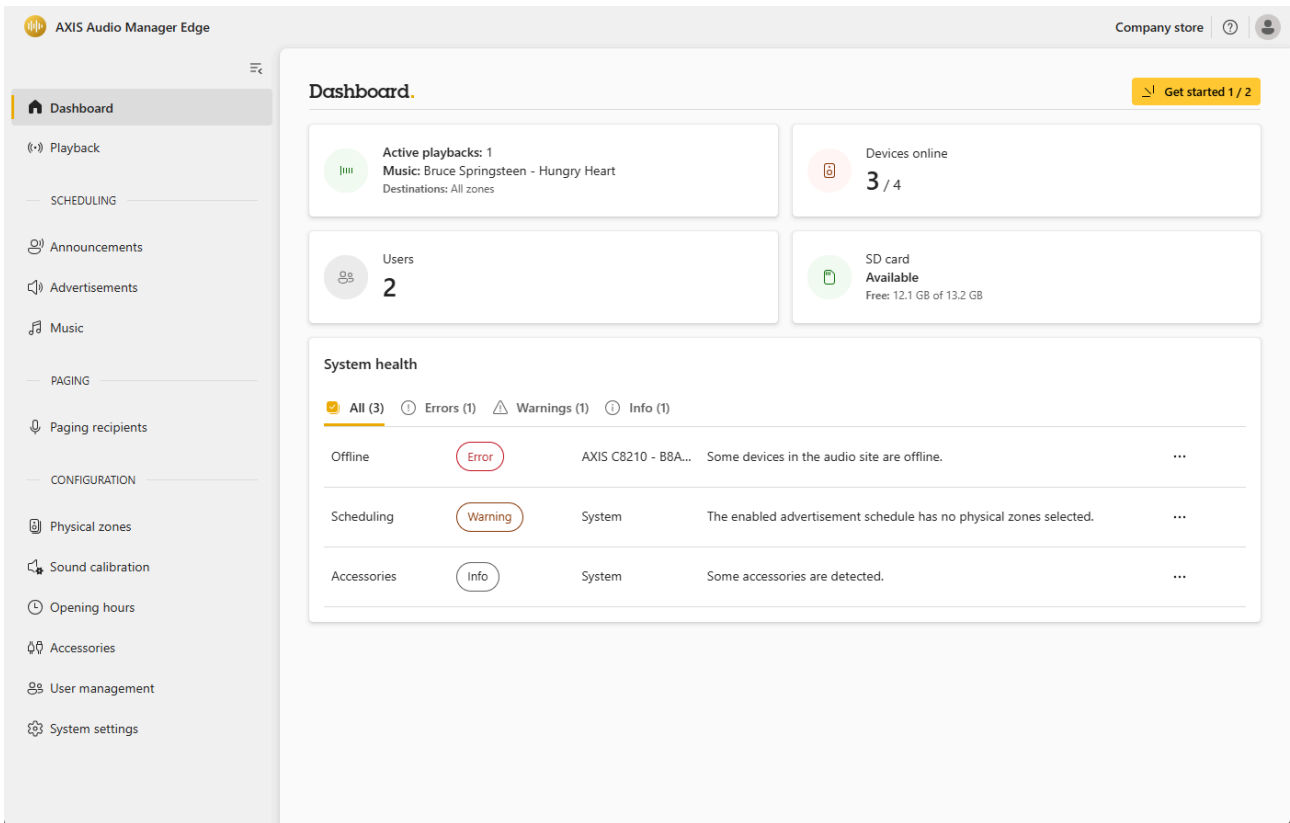 AXIS Audio Manager Edge
Company store
Dashboard
Playback
SCHEDULING
Announcements
Advertisements
Music
PAGING
Paging recipients
CONFIGURATION
Physical zones
Sound calibration
Opening hours
Accessories
User management
System settings
Dashboard.
Get started 1 / 2
Active playbacks: 1
Music: Bruce Springsteen - Hungry Heart
Destinations: All zones
Devices online
3 / 4
Users
2
SD card
Available
Free: 12.1 GB of 13.2 GB
System health
All (3) Errors (1) Warnings (1) Info (1)
Offline Error AXIS C8210 - B8A... Some devices in the audio site are offline.
Scheduling Warning System The enabled advertisement schedule has no physical zones selected.
Accessories Info System Some accessories are detected.